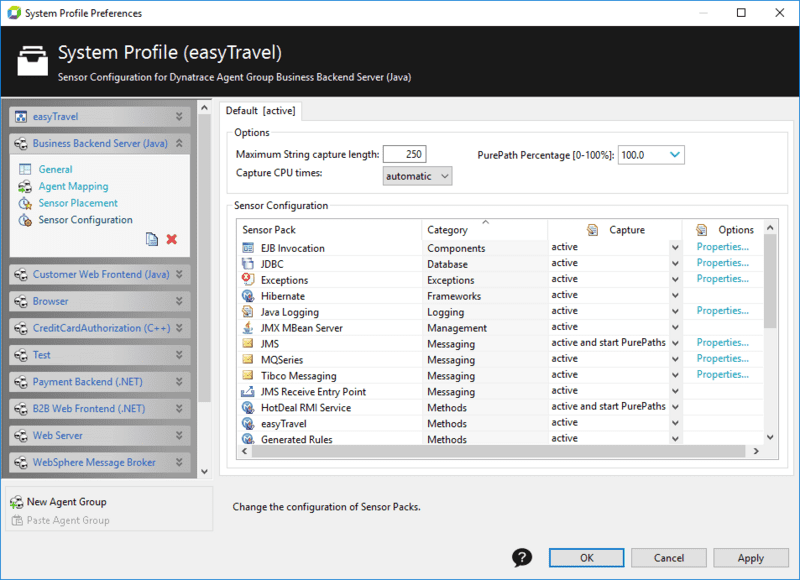 System Profile Preferences
System Profile (easyTravel)
Sensor Configuration for Dynatrace Agent Group Business Backend Server (Java)
easyTravel
Business Backend Server (Java)
General
Agent Mapping
Sensor Placement
Sensor Configuration
Customer Web Frontend (Java)
Browser
CreditCardAuthorization (C++)
Test
Payment Backend (.NET)
B2B Web Frontend (.NET)
Web Server
WebSphere Message Broker
New Agent Group
Paste Agent Group
Default [active]
Options
Maximum String capture length: 250 PurePath Percentage [0-100%]: 100.0
Capture CPU times: automatic
Sensor Configuration
Sensor Pack Category Capture Options
EJB Invocation Components active Properties...
JDBC Database active Properties...
Exceptions Exceptions active Properties...
Hibernate Frameworks active
Java Logging Logging active Properties...
JMX MBean Server Management active
JMS Messaging active and start PurePaths Properties...
MQSeries Messaging active Properties...
Tibco Messaging Messaging active Properties...
JMS Receive Entry Point Messaging active
HotDeal RMI Service Methods active and start PurePaths
easyTravel Methods active
Generated Rules Methods active
Change the configuration of Sensor Packs.
? OK Cancel Apply